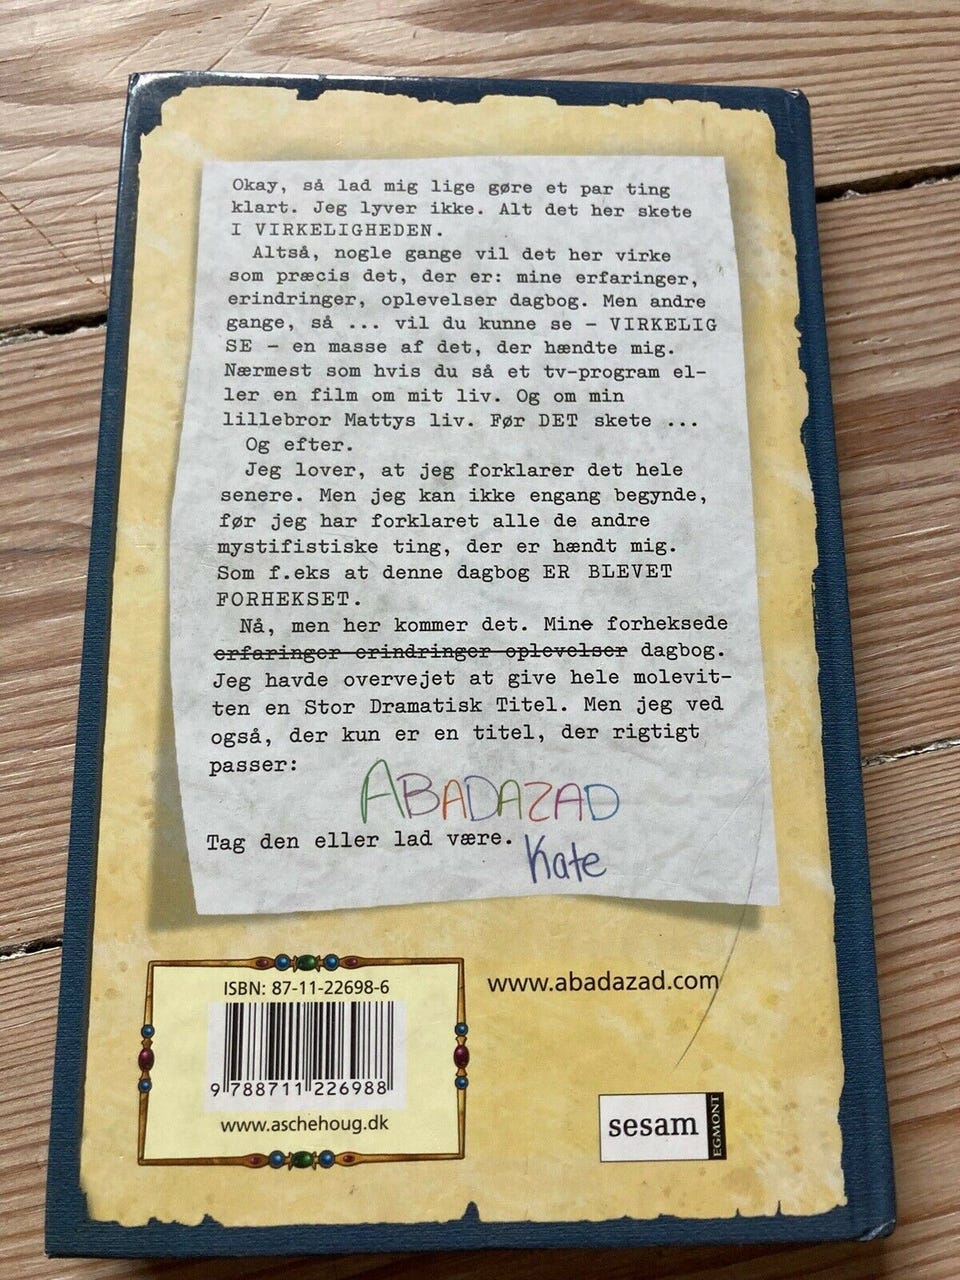 Okay, så lad mig lige gøre et par ting
klart. Jeg lyver ikke. Alt det her skete
I VIRKELIGHEDEN.
Altså, nogle gange vil det her virke
som præcis det, der er: mine erfaringer,
erindringer, oplevelser dagbog. Men andre
gange, så ... vil du kunne se – VIRKELIG
SE – en masse af det, der hændte mig.
Nærmest som hvis du så et tv-program el-
ler en film om mit liv. Og om min
lillebror Mattys liv. Før DET skete ...
Og efter.
Jeg lover, at jeg forklarer det hele
senere. Men jeg kan ikke engang begynde,
før jeg har forklaret alle de andre
mystifistiske ting, der er hændt mig.
Som f.eks at denne dagbog ER BLEVET
FORHEKSET.
Nå, men her kommer det. Mine forheksede
erfaringer erindringer oplevelser dagbog.
Jeg havde overvejet at give hele molevit-
ten en Stor Dramatisk Titel. Men jeg ved
også, der kun er en titel, der rigtigt
passer:
ABADAZAD
Tag den eller lad være.
Kate
ISBN: 87-11-22698-6
9 788711 226988
www.aschehoug.dk
www.abadazad.com
sesam
EGMONT